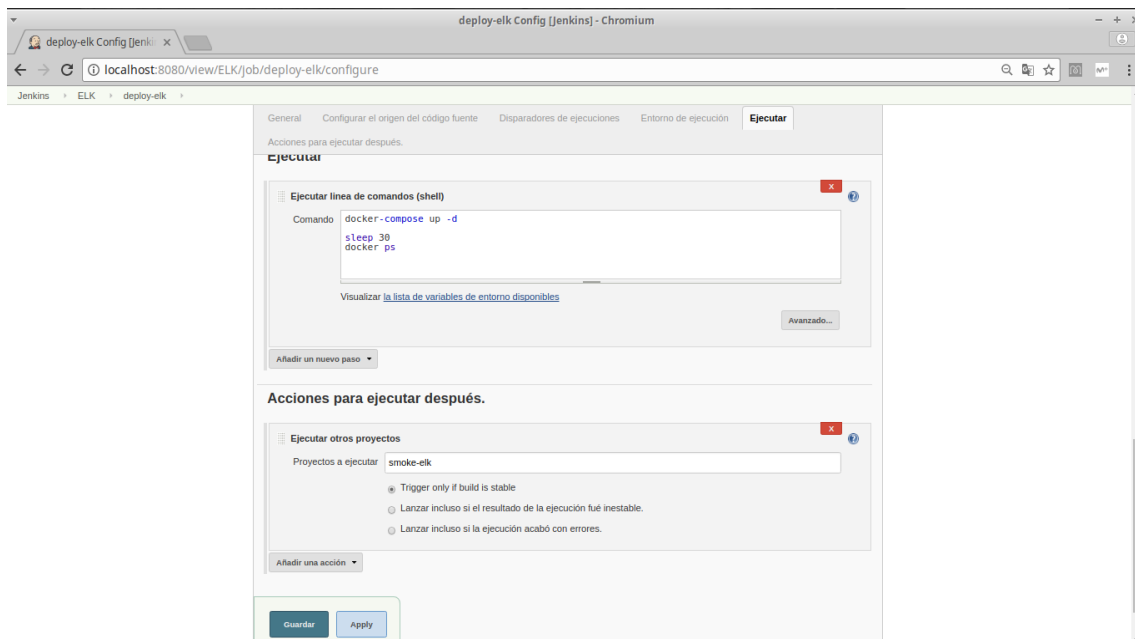 deploy-elk Config [Jenkins] - Chromium
deploy-elk Config [Jenki
localhost:8080/view/ELK/job/deploy-elk/configure
Jenkins ELK deploy-elk
General Configurar el origen del código fuente Disparadores de ejecuciones Entorno de ejecución Ejecutar
Acciones para ejecutar después.
Ejecutar
X
Ejecutar linea de comandos (shell)
Comando
docker-compose up -d
sleep 30
docker ps
Visualizar la lista de variables de entorno disponibles
Avanzado...
Añadir un nuevo paso
Acciones para ejecutar después.
X
Ejecutar otros proyectos
Proyectos a ejecutar smoke-elk
Trigger only if build is stable
Lanzar incluso si el resultado de la ejecución fué inestable.
Lanzar incluso si la ejecución acabó con errores.
Añadir una acción
Guardar Apply